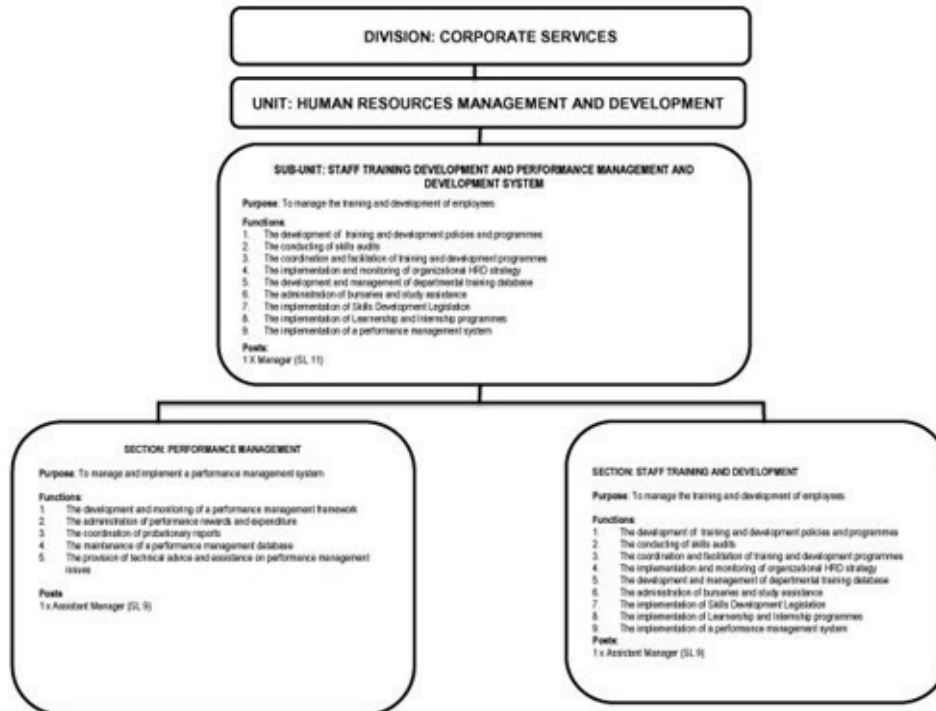 DIVISION: CORPORATE SERVICES
UNIT: HUMAN RESOURCES MANAGEMENT AND DEVELOPMENT
SUB-UNIT: STAFF TRAINING DEVELOPMENT AND PERFORMANCE MANAGEMENT AND
DEVELOPMENT SYSTEM
Purpose: To manage the training and development of employees
Functions:
1. The development of training and development policies and programmes
2. The conducting of skills audits
3. The coordination and facilitation of training and development programmes
4. The implementation and monitoring of organizational HRD strategy
5. The development and management of departmental training database
6. The administration of bursaries and study assistance
7. The implementation of Skills Development Legislation
8. The implementation of Learnership and Internship programmes
9. The implementation of a performance management system
Posts:
1 X Manager (SL 11)
SECTION: PERFORMANCE MANAGEMENT
Purpose: To manage and implement a performance management system
Functions:
1. The development and monitoring of a performance management framework
2. The administration of performance rewards and expenditure
3. The coordination of probationary reports
4. The maintenance of a performance management database
5. The provision of technical advice and assistance on performance management
issues
Posts
1 x Assistant Manager (SL 9)
SECTION: STAFF TRAINING AND DEVELOPMENT
Purpose: To manage the training and development of employees
Functions:
1. The development of training and development policies and programmes
2. The conducting of skills audits
3. The coordination and facilitation of training and development programmes
4. The implementation and monitoring of organizational HRD strategy
5. The development and management of departmental training database
6. The administration of bursaries and study assistance
7. The implementation of Skills Development Legislation
8. The implementation of Learnership and Internship programmes
9. The implementation of a performance management system
Posts:
1 x Assistant Manager (SL 9)